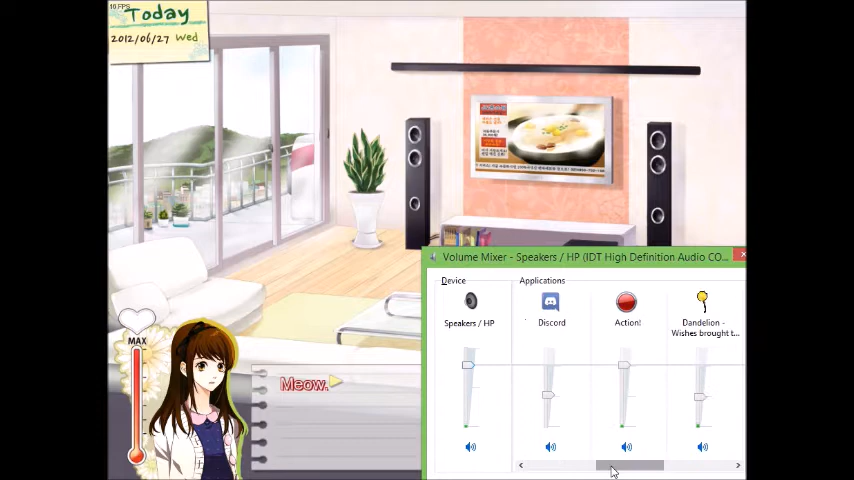 16 FPS
Today
2012/06/27 Wed
MAX
Meow.
Volume Mixer - Speakers / HP (IDT High Definition Audio CO...
Device
Applications
Speakers / HP
Discord
Action!
Dandelion -
Wishes brought t...